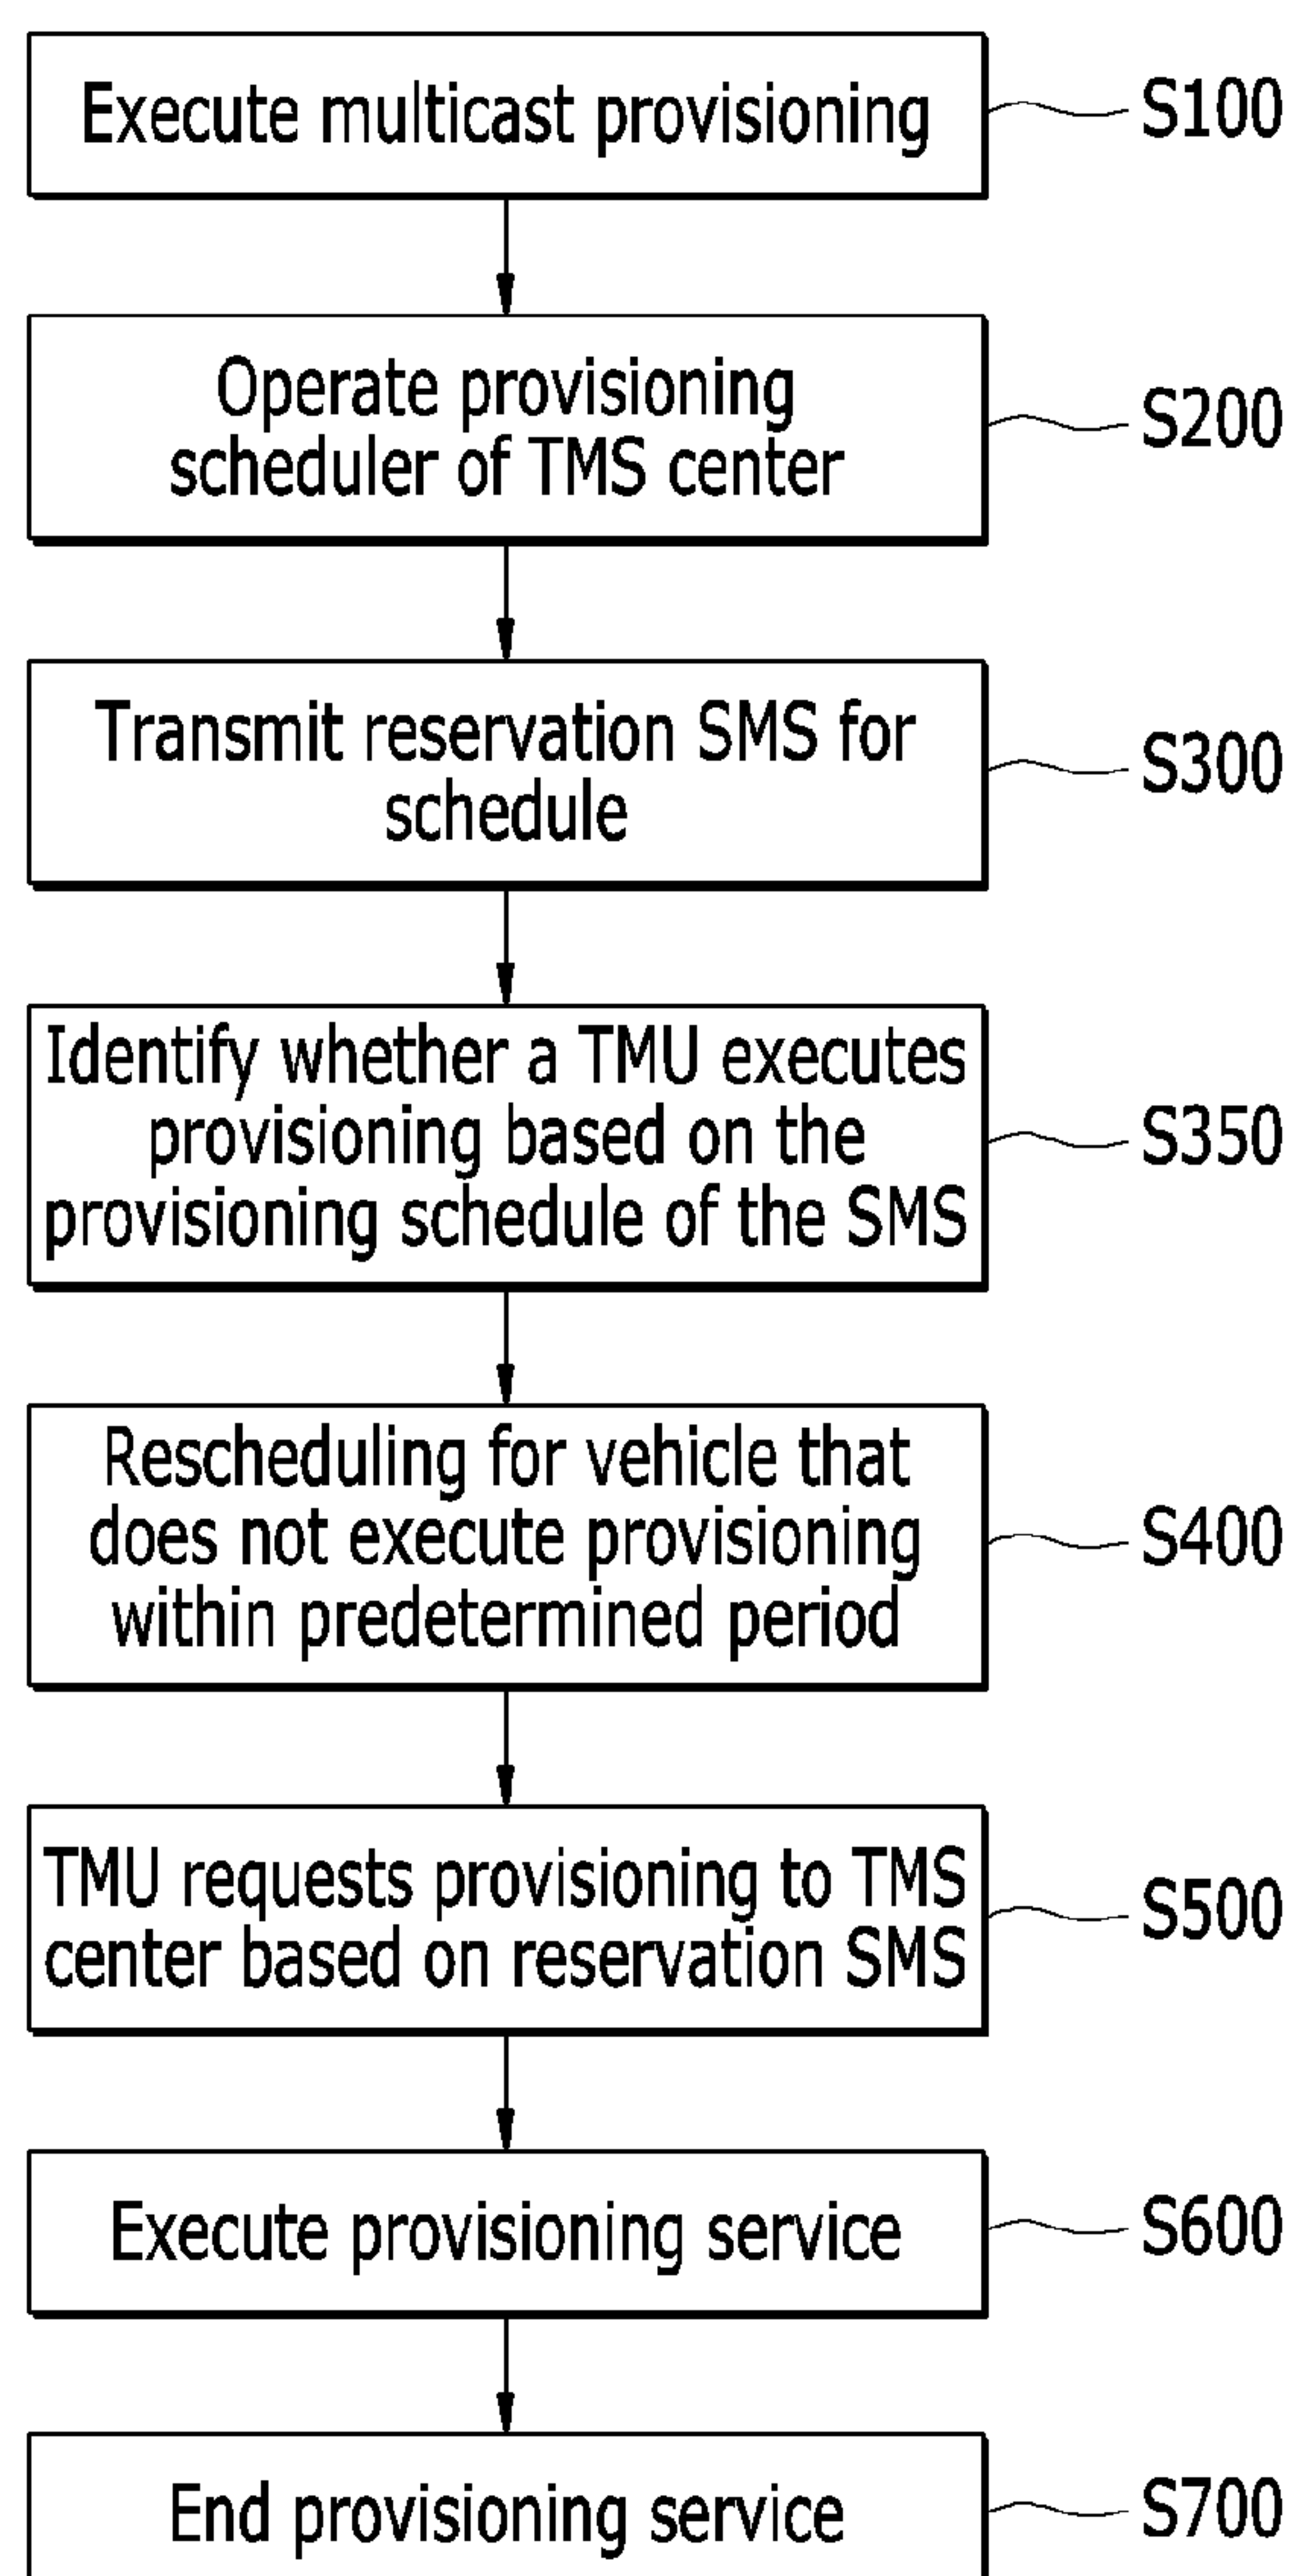 Execute multicast provisioning
S100
Operate provisioning
scheduler of TMS center
S200
Transmit reservation SMS for
schedule
S300
Identify whether a TMU executes
provisioning based on the
provisioning schedule of the SMS
S350
Rescheduling for vehicle that
does not execute provisioning
within predetermined period
S400
TMU requests provisioning to TMS
center based on reservation SMS
S500
Execute provisioning service
S600
End provisioning service
S700